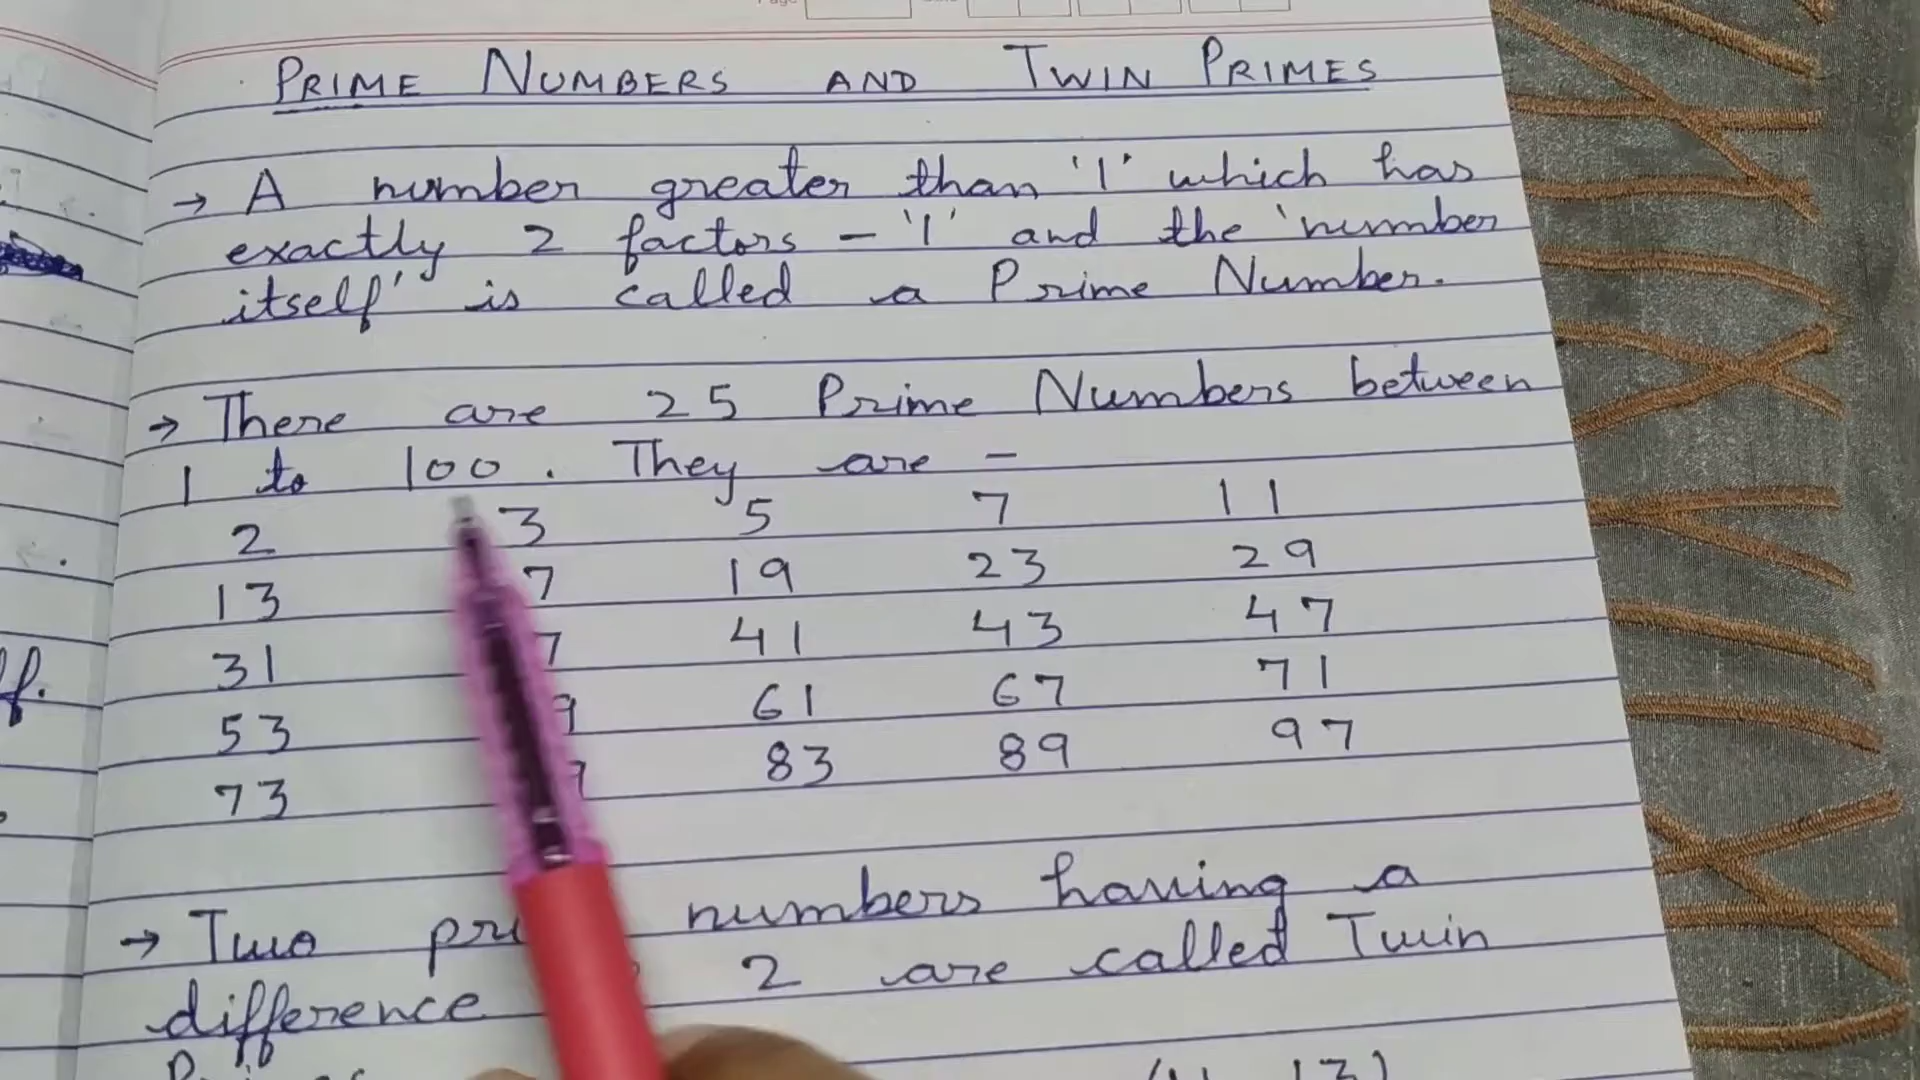 PRIME NUMBERS AND TWIN PRIMES
→ A number greater than '1' which has
exactly 2 factors - '1' and the 'number
itself' is called a Prime Number.
→ There are 25 Prime Numbers between
1 to 100. They are -
2 3 5 7 11
13 7 19 23 29
31 7 41 43 47
53 9 61 67 71
73 83 89 97
→ Two numbers having a
difference 2 are called Twin